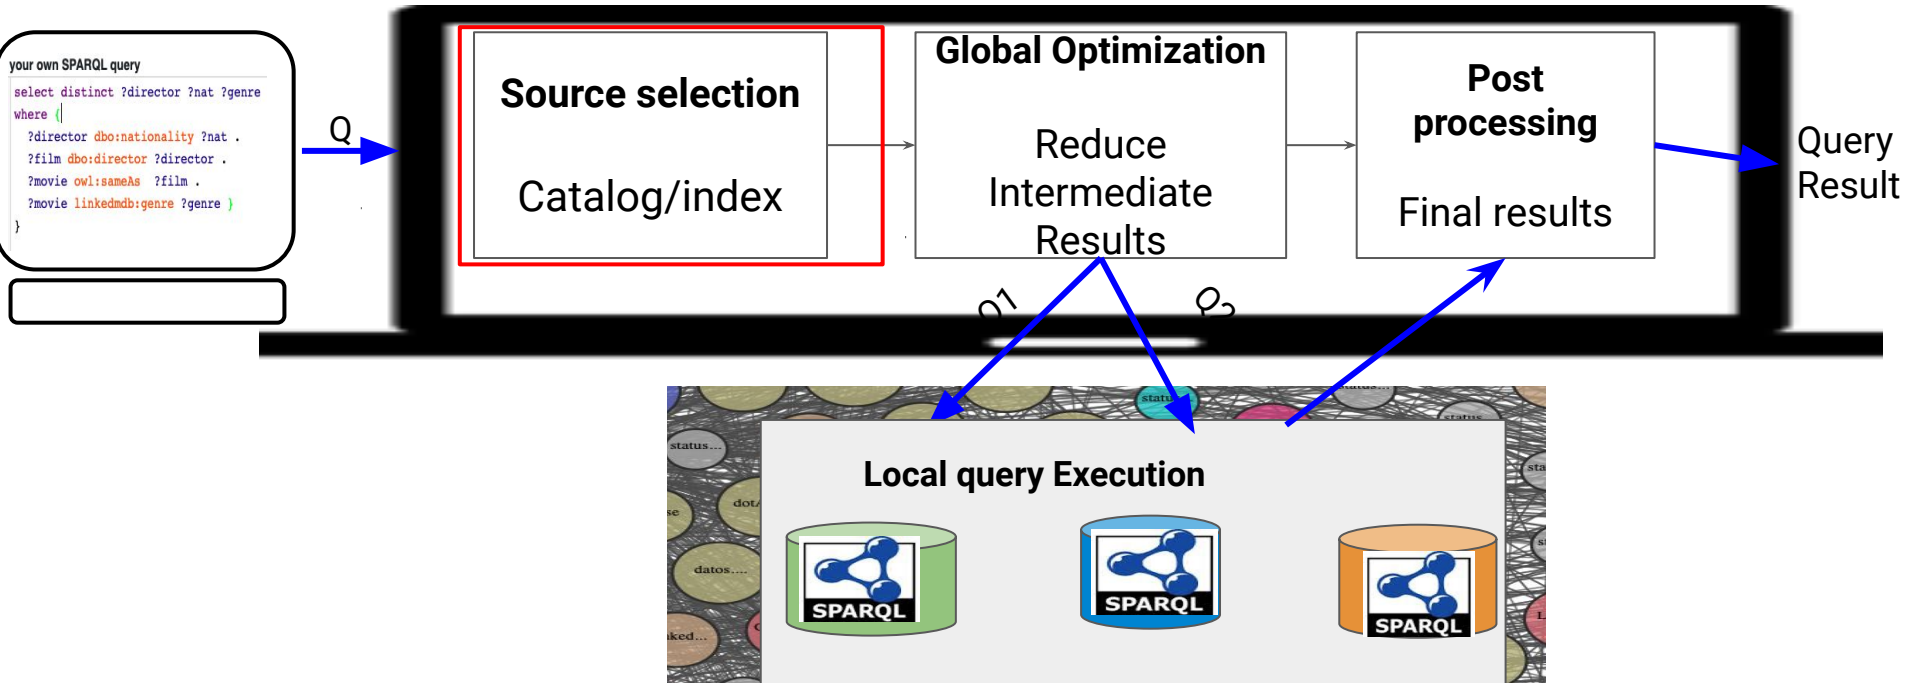 your own SPARQL query
select distinct ?director ?nat ?genre
where {
?director dbo:nationality ?nat .
?film dbo:director ?director .
?movie owl:sameAs ?film .
?movie linkedmdb:genre ?genre )
}
Q
Source selection
Catalog/index
Global Optimization
Reduce
Intermediate
Results
Post
processing
Final results
Query
Result
Q1
Q2
Local query Execution
SPARQL
SPARQL
SPARQL
status...
status...
datos....